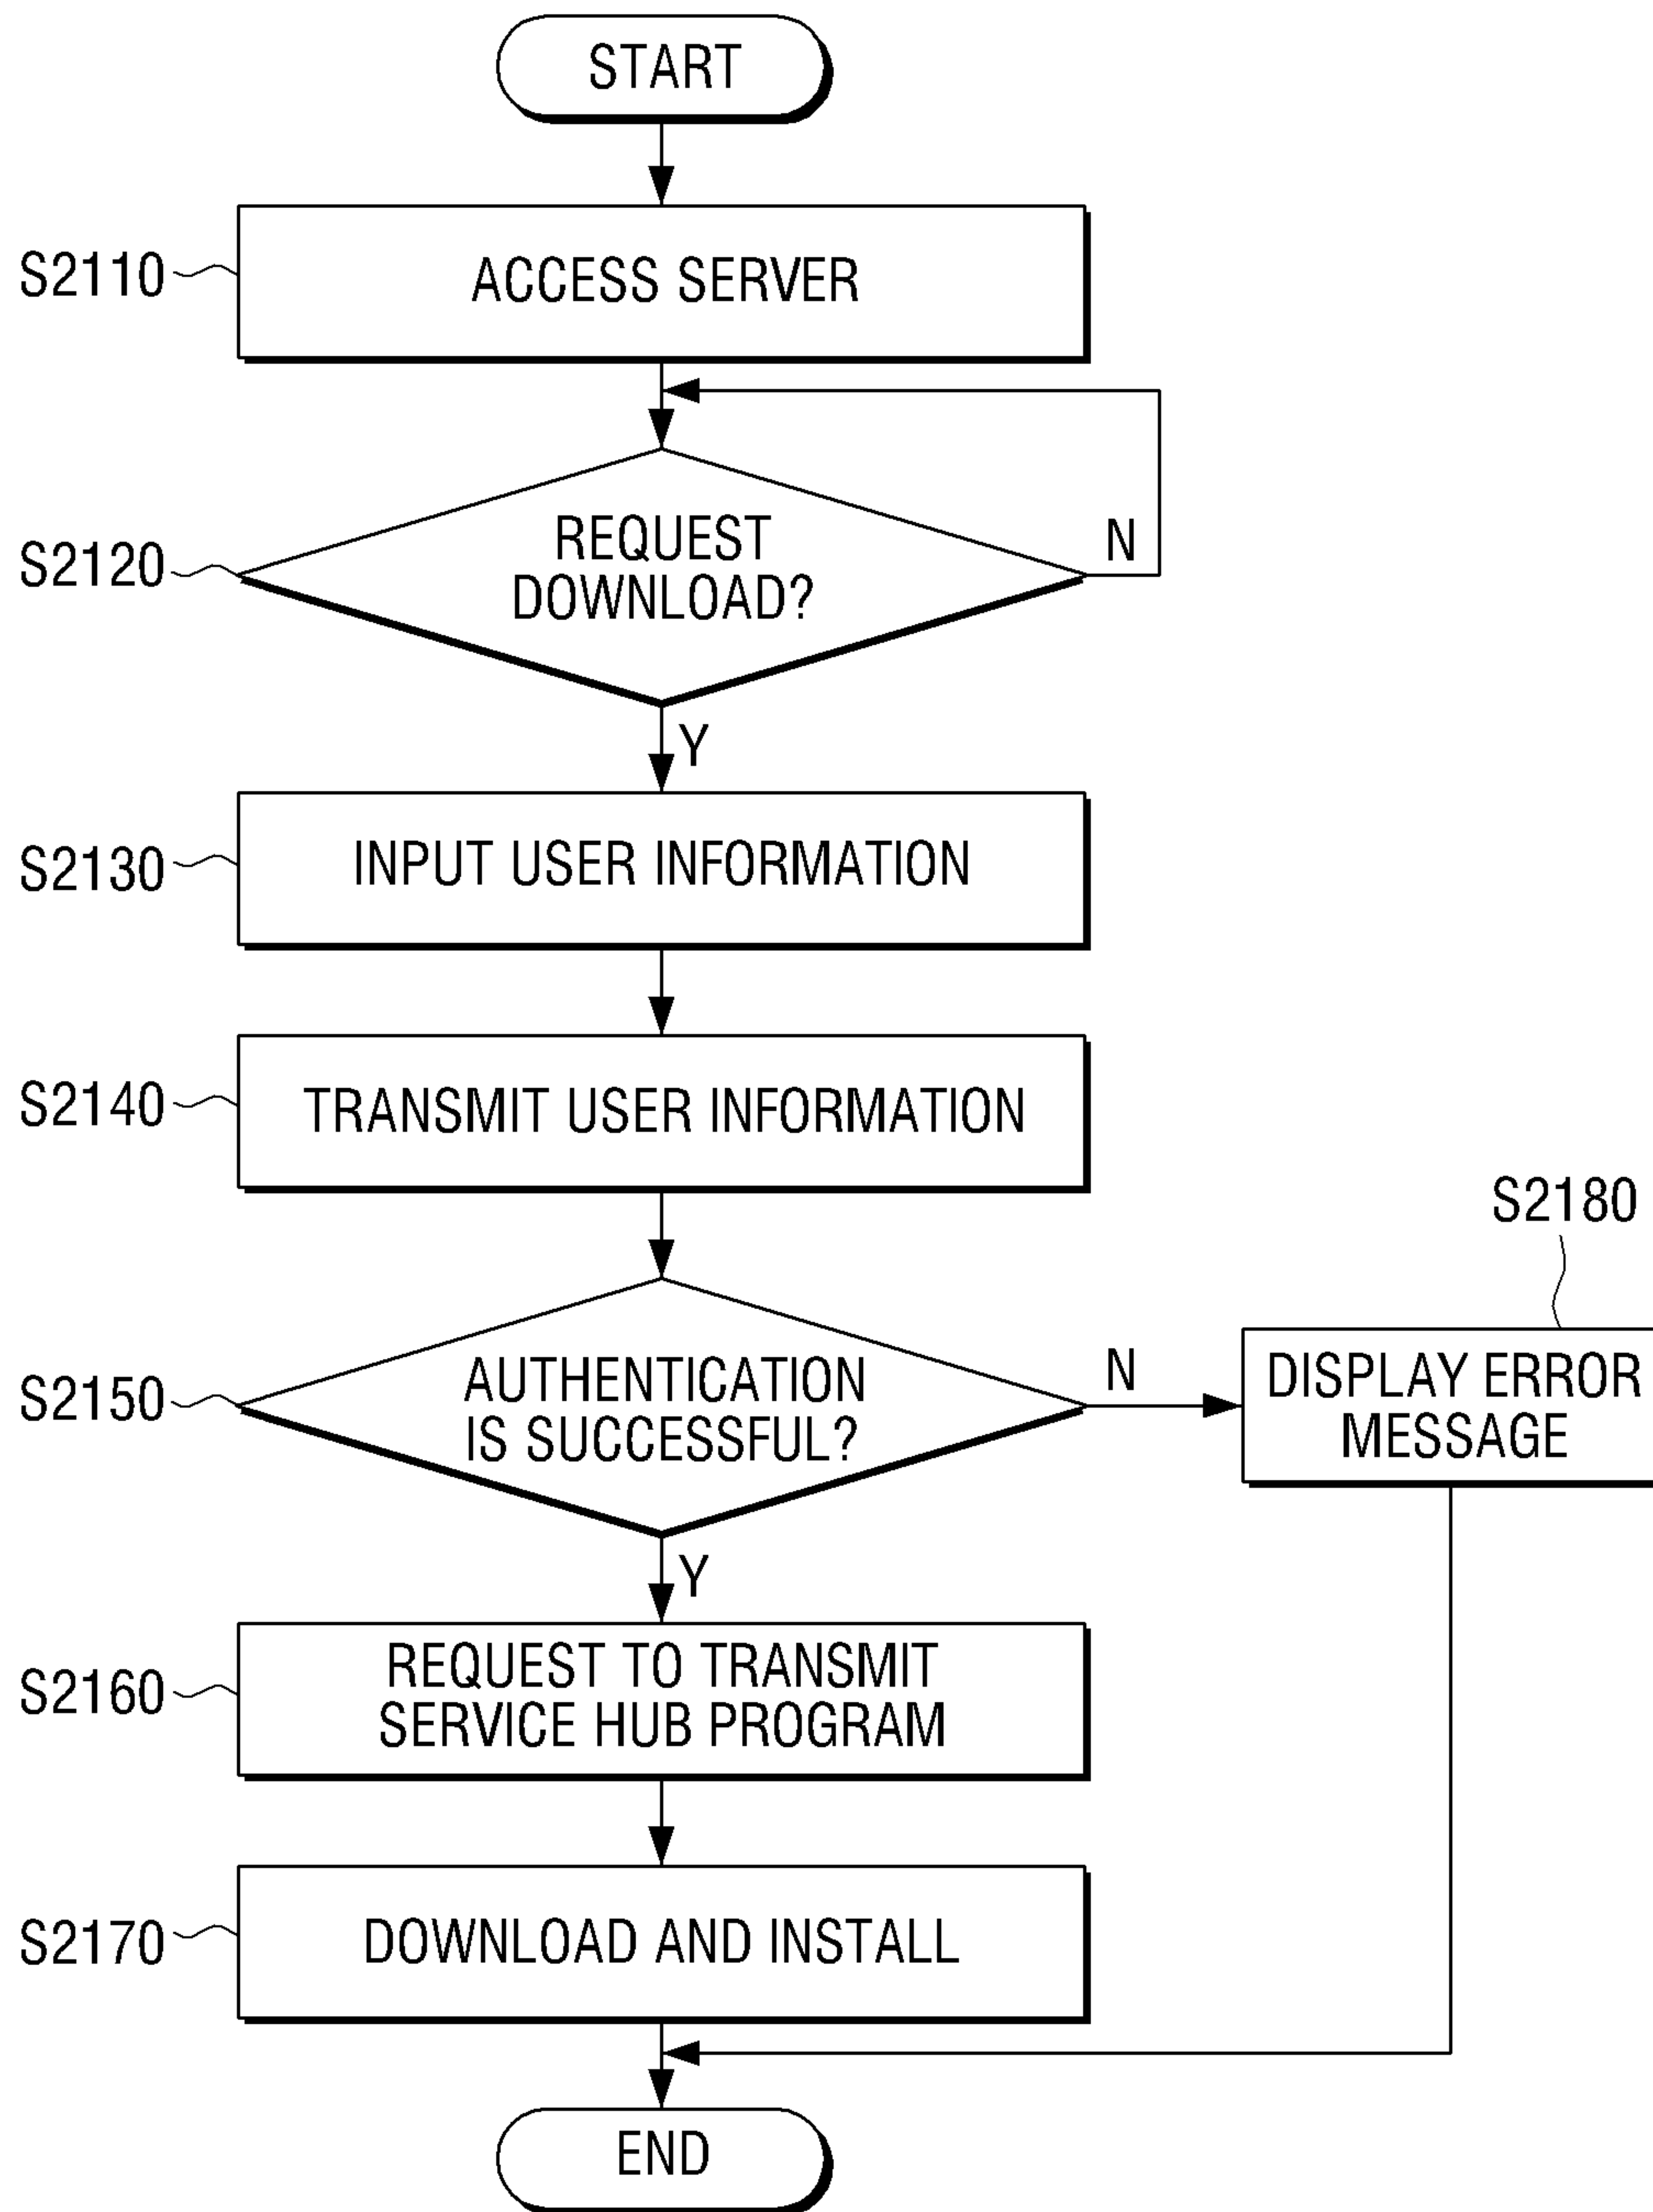 START
S2110
ACCESS SERVER
S2120
REQUEST
DOWNLOAD?
N
Y
S2130
INPUT USER INFORMATION
S2140
TRANSMIT USER INFORMATION
S2180
S2150
AUTHENTICATION
IS SUCCESSFUL?
N
DISPLAY ERROR
MESSAGE
Y
S2160
REQUEST TO TRANSMIT
SERVICE HUB PROGRAM
S2170
DOWNLOAD AND INSTALL
END